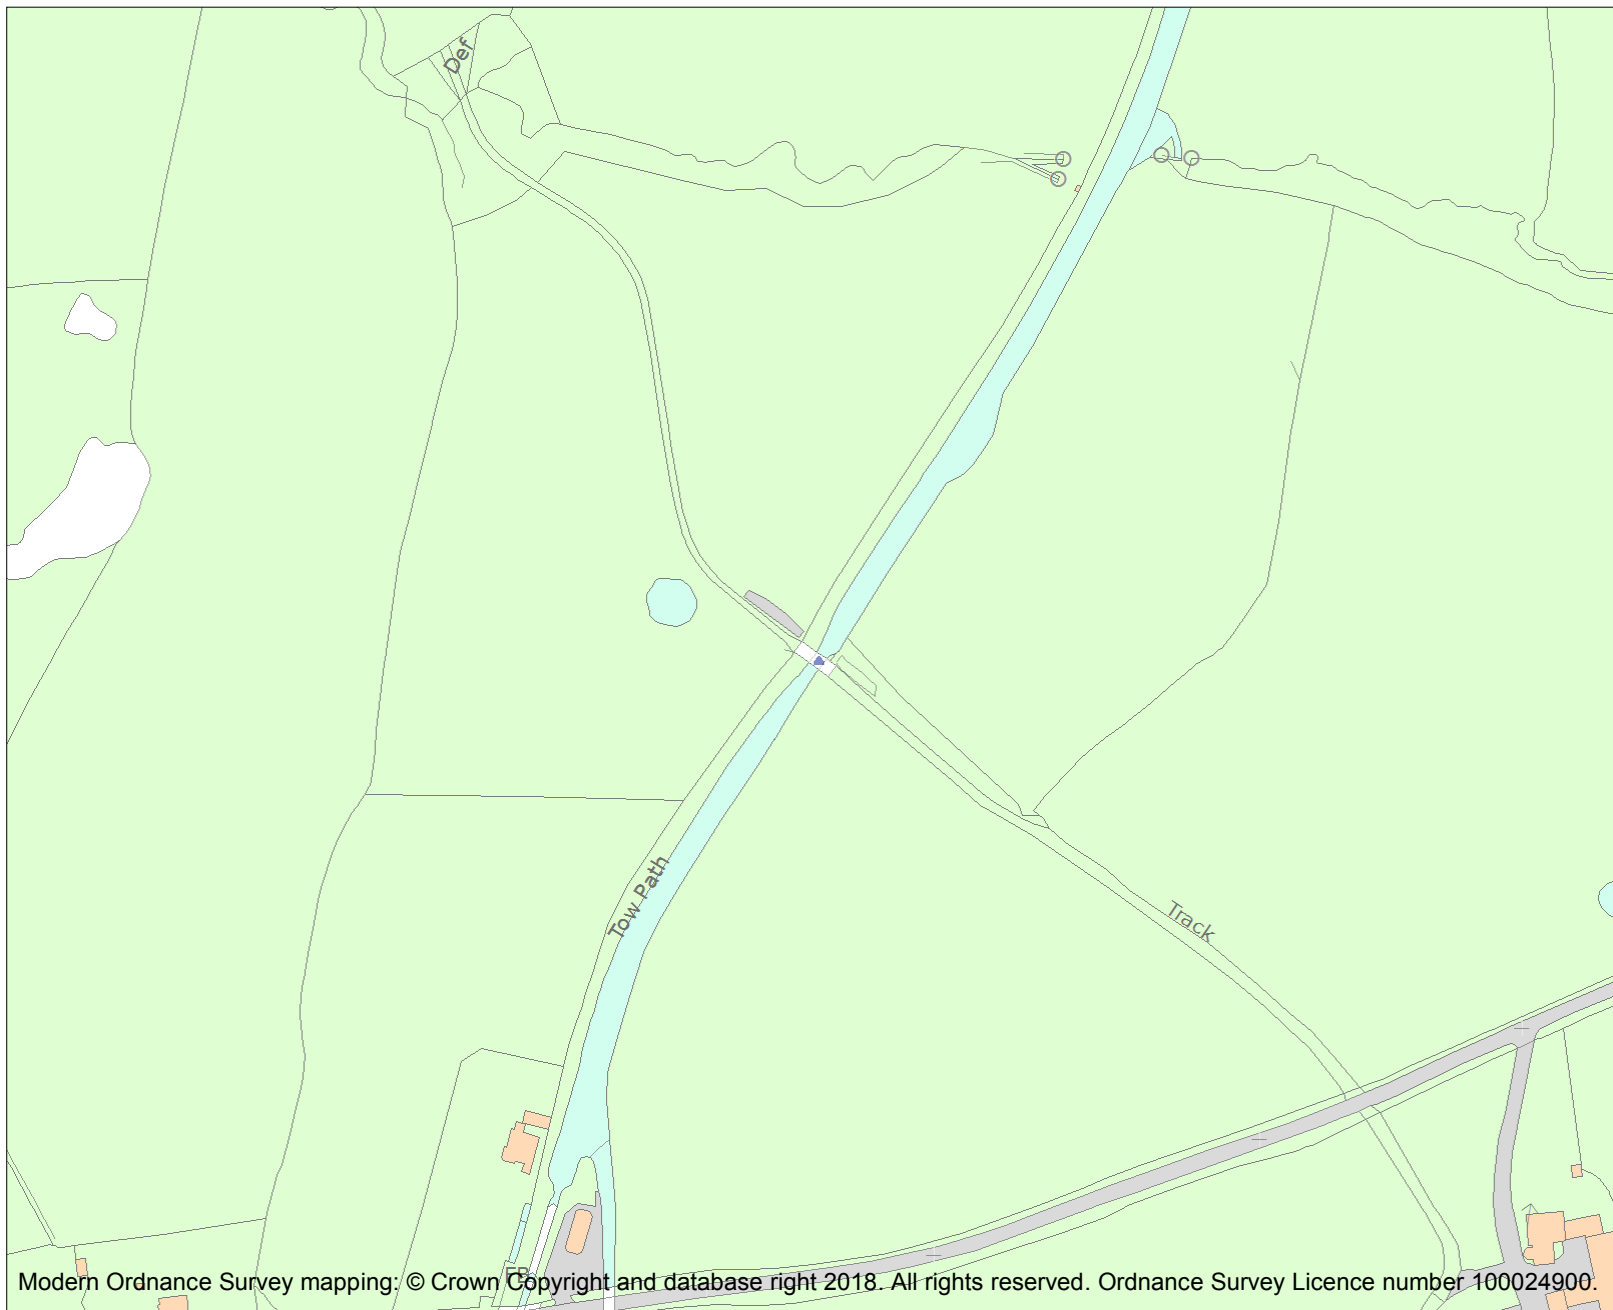 Def
Tow Path
Track
FB
Modern Ordnance Survey mapping: © Crown Copyright and database right 2018. All rights reserved. Ordnance Survey Licence number 100024900.